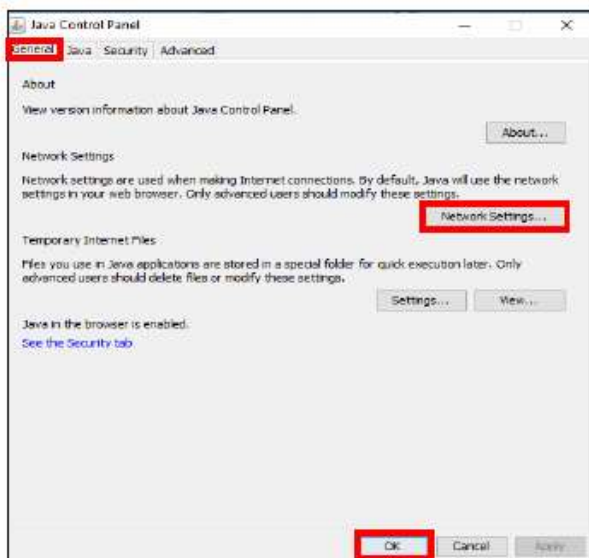 Java Control Panel
General Java Security Advanced
About
View version information about Java Control Panel.
About...
Network Settings
Network settings are used when making Internet connections. By default, Java will use the network
settings in your web browser. Only advanced users should modify these settings.
Network Settings...
Temporary Internet Files
Files you use in Java applications are stored in a special folder for quick execution later. Only
advanced users should delete files or modify these settings.
Settings... View...
Java in the browser is enabled.
See the Security tab
OK Cancel Apply